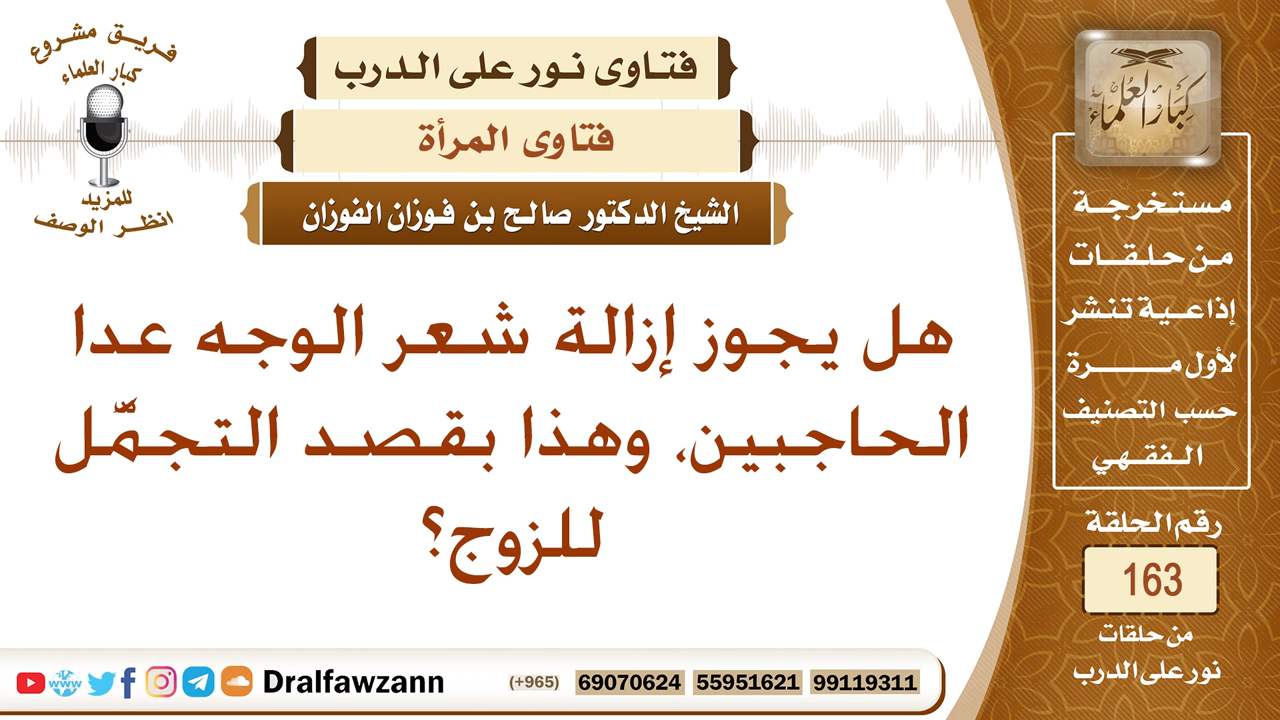 فريق مشروع
كبار العلماء
للمزيد
انظر الوصف
فتاوى نور على الدرب
فتاوى المرأة
الشيخ الدكتور صالح بن فوزان الفوزان
هل يجوز إزالة شعر الوجه عدا
الحاجبين، وهذا بقصد التجمّل
للزوج؟
كبار العلماء
مستخرجة
من حلقات
إذاعية تنشر
لأول مرة
حسب التصنيف
الفقهي
رقم الحلقة
163
من حلقات
نور على الدرب
www Dralfawzann (+965) 69070624 55951621 99119311